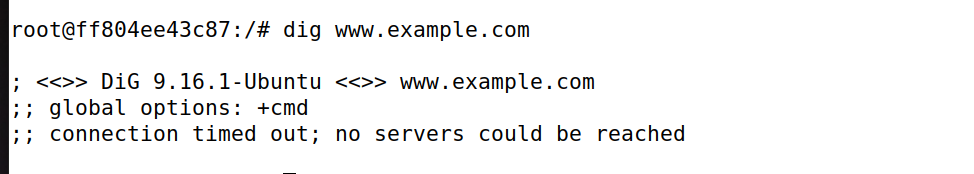 root@ff804ee43c87:/# dig www.example.com
; <<>> DiG 9.16.1-Ubuntu <<>> www.example.com
;; global options: +cmd
;; connection timed out; no servers could be reached